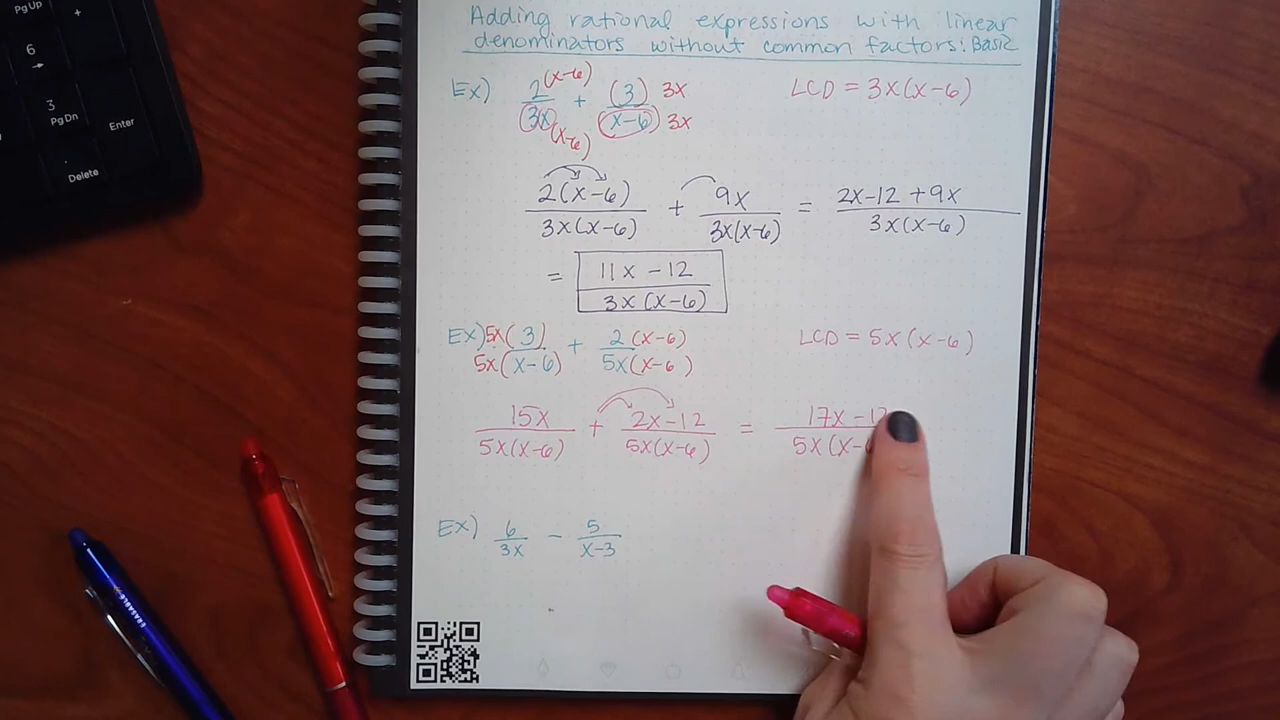 PgUp
+
6
→
3
PgDn
Enter
Delete
ERASABLE
Adding rational expressions with linear
denominators without common factors: Basic
Ex) 2(x-6)/3x(x-6) + (3)3x/(x-6)3x LCD = 3x(x-6)
2(x-6)/3x(x-6) + 9x/3x(x-6) = 2x-12+9x/3x(x-6)
= 11x-12/3x(x-6)
Ex) 5x(3)/5x(x-6) + 2(x-6)/5x(x-6) LCD = 5x(x-6)
15x/5x(x-6) + 2x-12/5x(x-6) = 17x-12/5x(x-6
Ex) 6/3x - 5/x-3